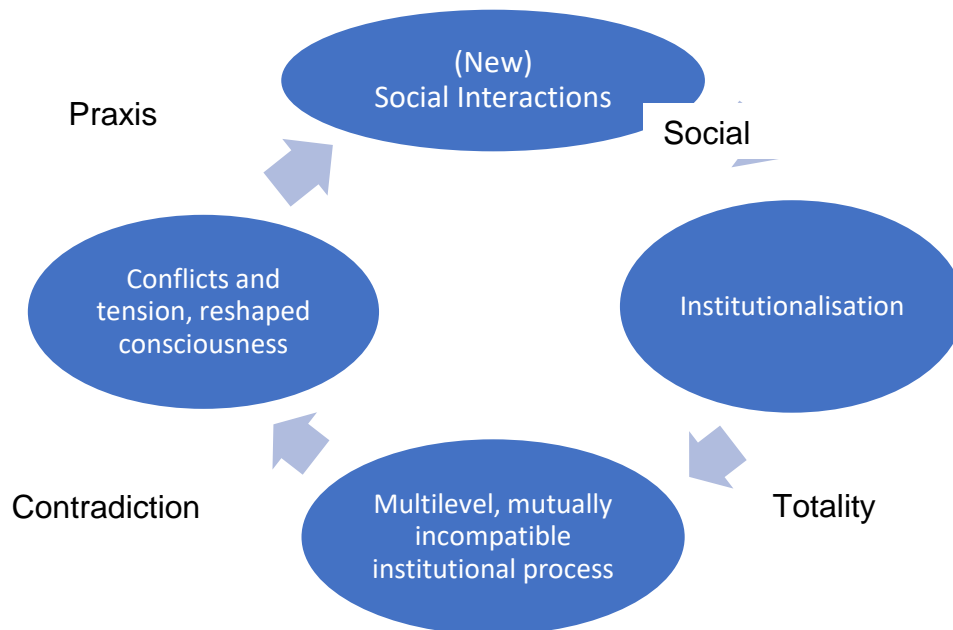 (New)
Social Interactions
Praxis
Social
Conflicts and
tension, reshaped
consciousness
Institutionalisation
Multilevel, mutually
incompatible
institutional process
Contradiction
Totality